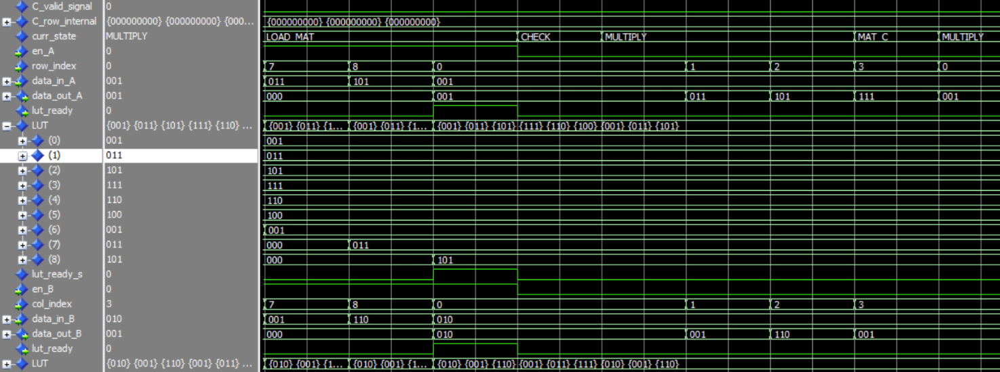 C_valid_signal 0
C_row_internal {000000000} {000000000} {000... {000000000} {000000000} {000000000}
curr_state MULTIPLY LOAD_MAT CHECK MULTIPLY MAT_C MULTIPLY
en_A 0
row_index 0 7 8 0 1 2 3 0
data_in_A 001 011 101 001
data_out_A 001 000 001 011 101 111 001
lut_ready 0
LUT {001} {011} {101} {111} {110} ... {001} {011} {1... {001} {011} {1... {001} {011} {101} {111} {110} {100} {001} {011} {101}
(0) 001 001
(1) 011 011
(2) 101 101
(3) 111 111
(4) 110 110
(5) 100 100
(6) 001 001
(7) 011 000 011
(8) 101 000 101
lut_ready_s 0
en_B 0
col_index 3 7 8 0 1 2 3
data_in_B 010 001 110 010
data_out_B 001 000 010 001 110 001
lut_ready 0
LUT {010} {001} {110} {001} {011} ... {010} {001} {1... {010} {001} {1... {010} {001} {110} {001} {011} {111} {010} {001} {110}